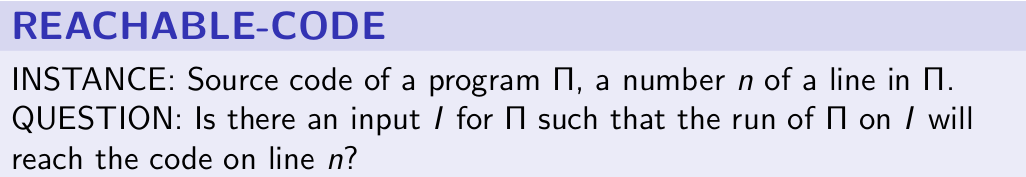 REACHABLE-CODE
INSTANCE: Source code of a program Π, a number n of a line in Π.
QUESTION: Is there an input I for Π such that the run of Π on I will
reach the code on line n?